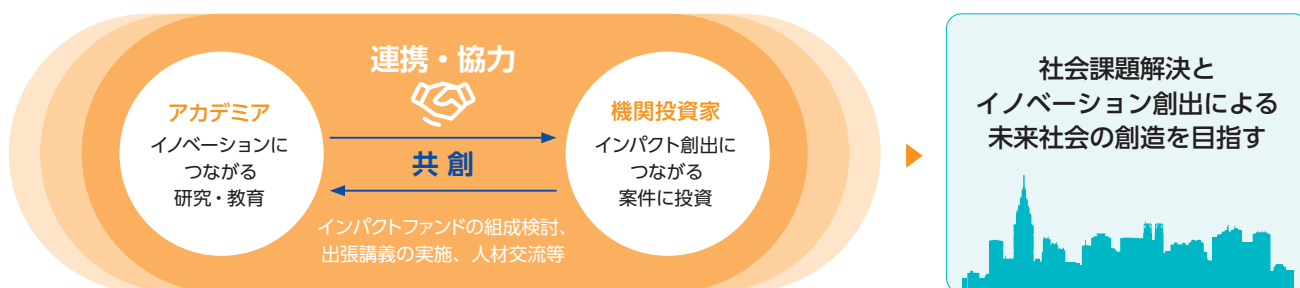 連携・協力
アカデミア
イノベーションに
つながる
研究・教育
共創
機関投資家
インパクト創出に
つながる
案件に投資
インパクトファンドの組成検討、
出張講義の実施、人材交流等
社会課題解決と
イノベーション創出による
未来社会の創造を目指す